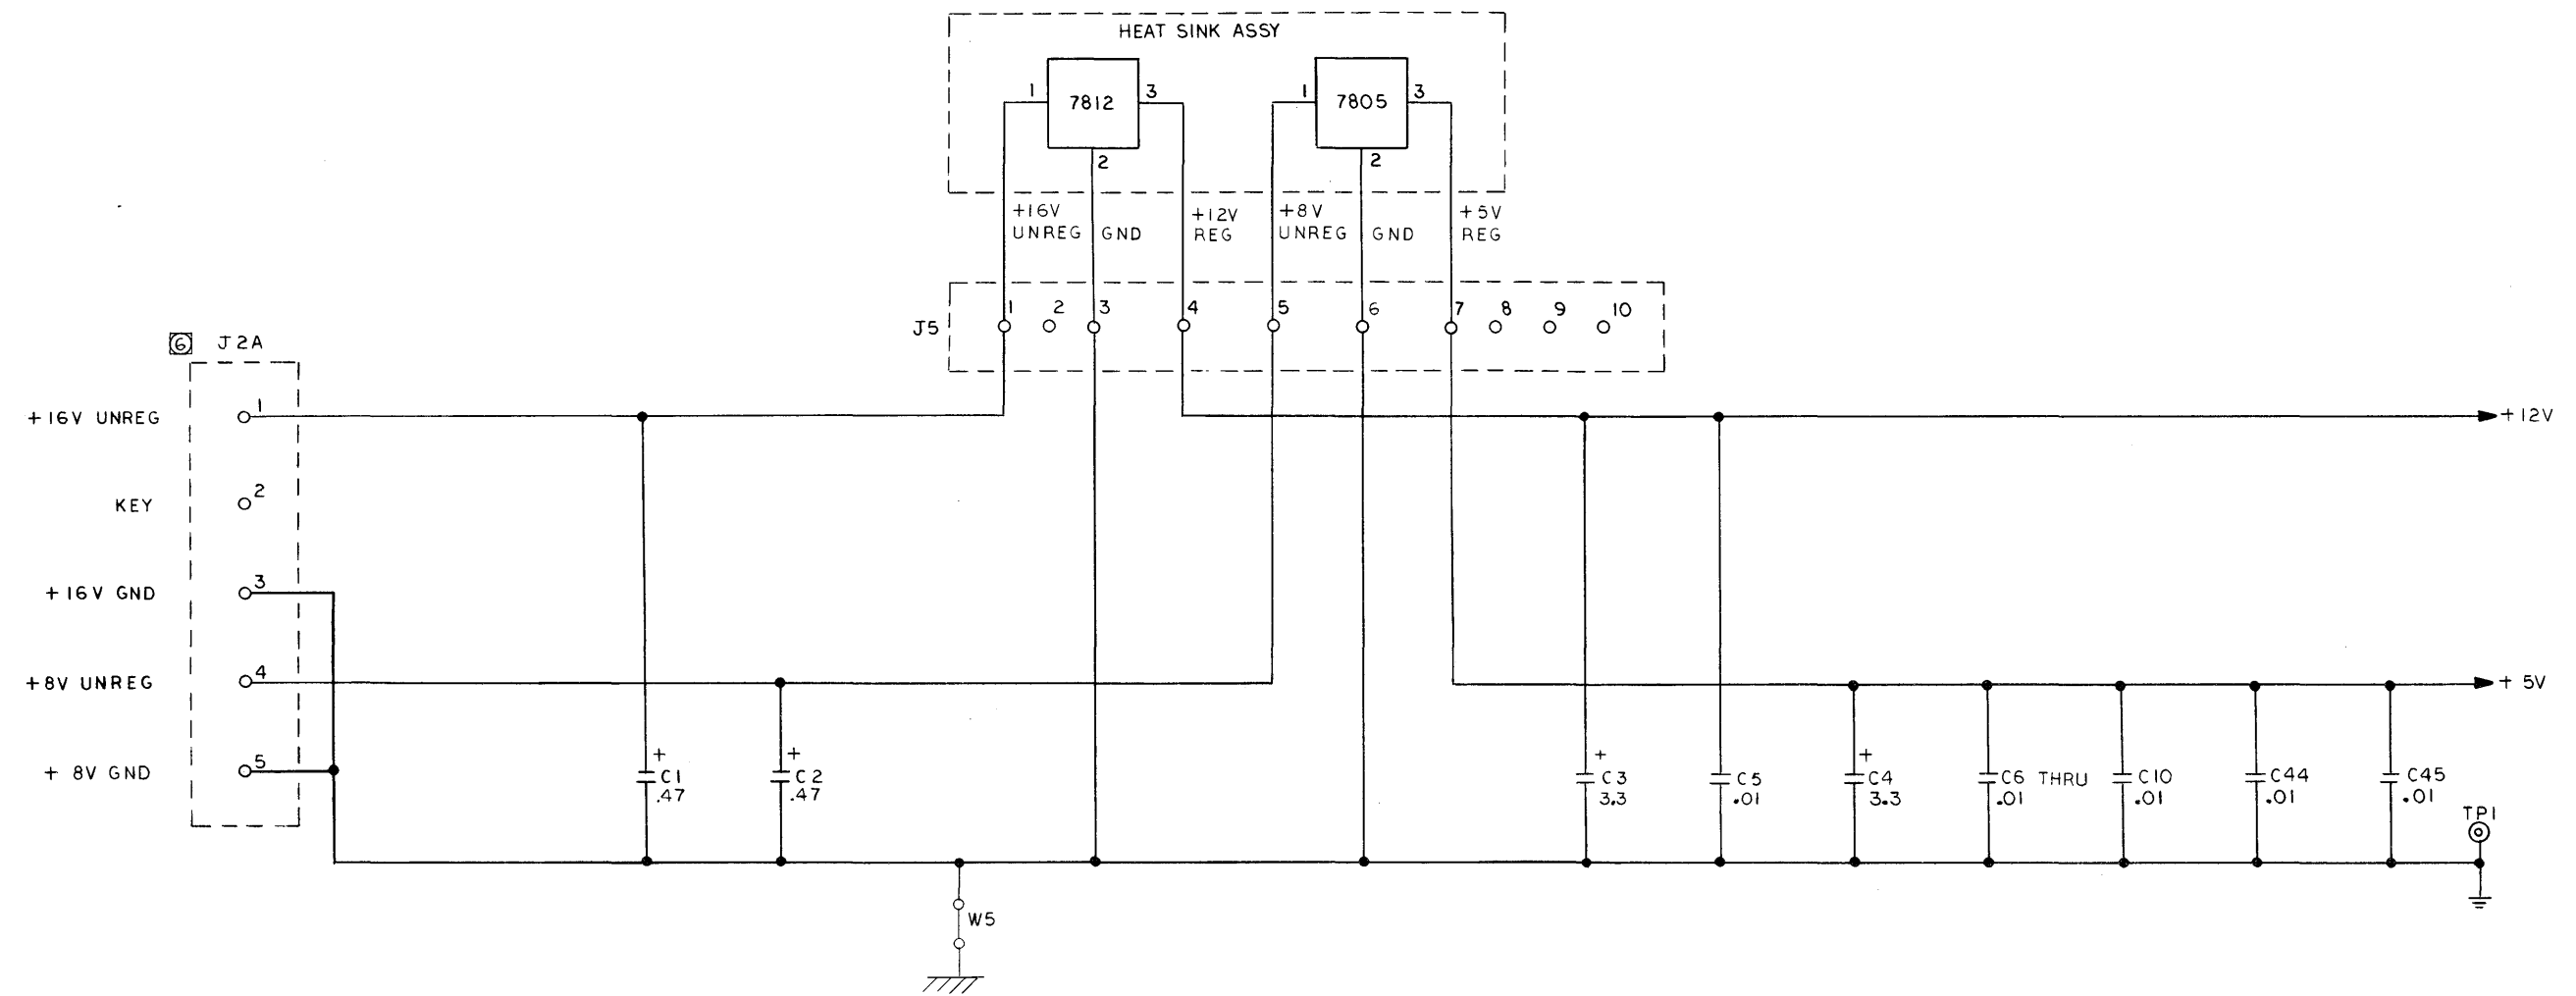 HEAT SINK ASSY
1
7812
3
2
1
7805
3
2
+16V
UNREG
GND
+12V
REG
+8V
UNREG
GND
+5V
REG
J5
1
2
3
4
5
6
7
8
9
10
6
J2A
+16V UNREG
1
KEY
2
+16V GND
3
+8V UNREG
4
+ 8V GND
5
+12V
+ 5V
+
C1
.47
+
C2
.47
+
C3
3.3
C5
.01
+
C4
3.3
C6 THRU
.01
C10
.01
C44
.01
C45
.01
TP1
W5